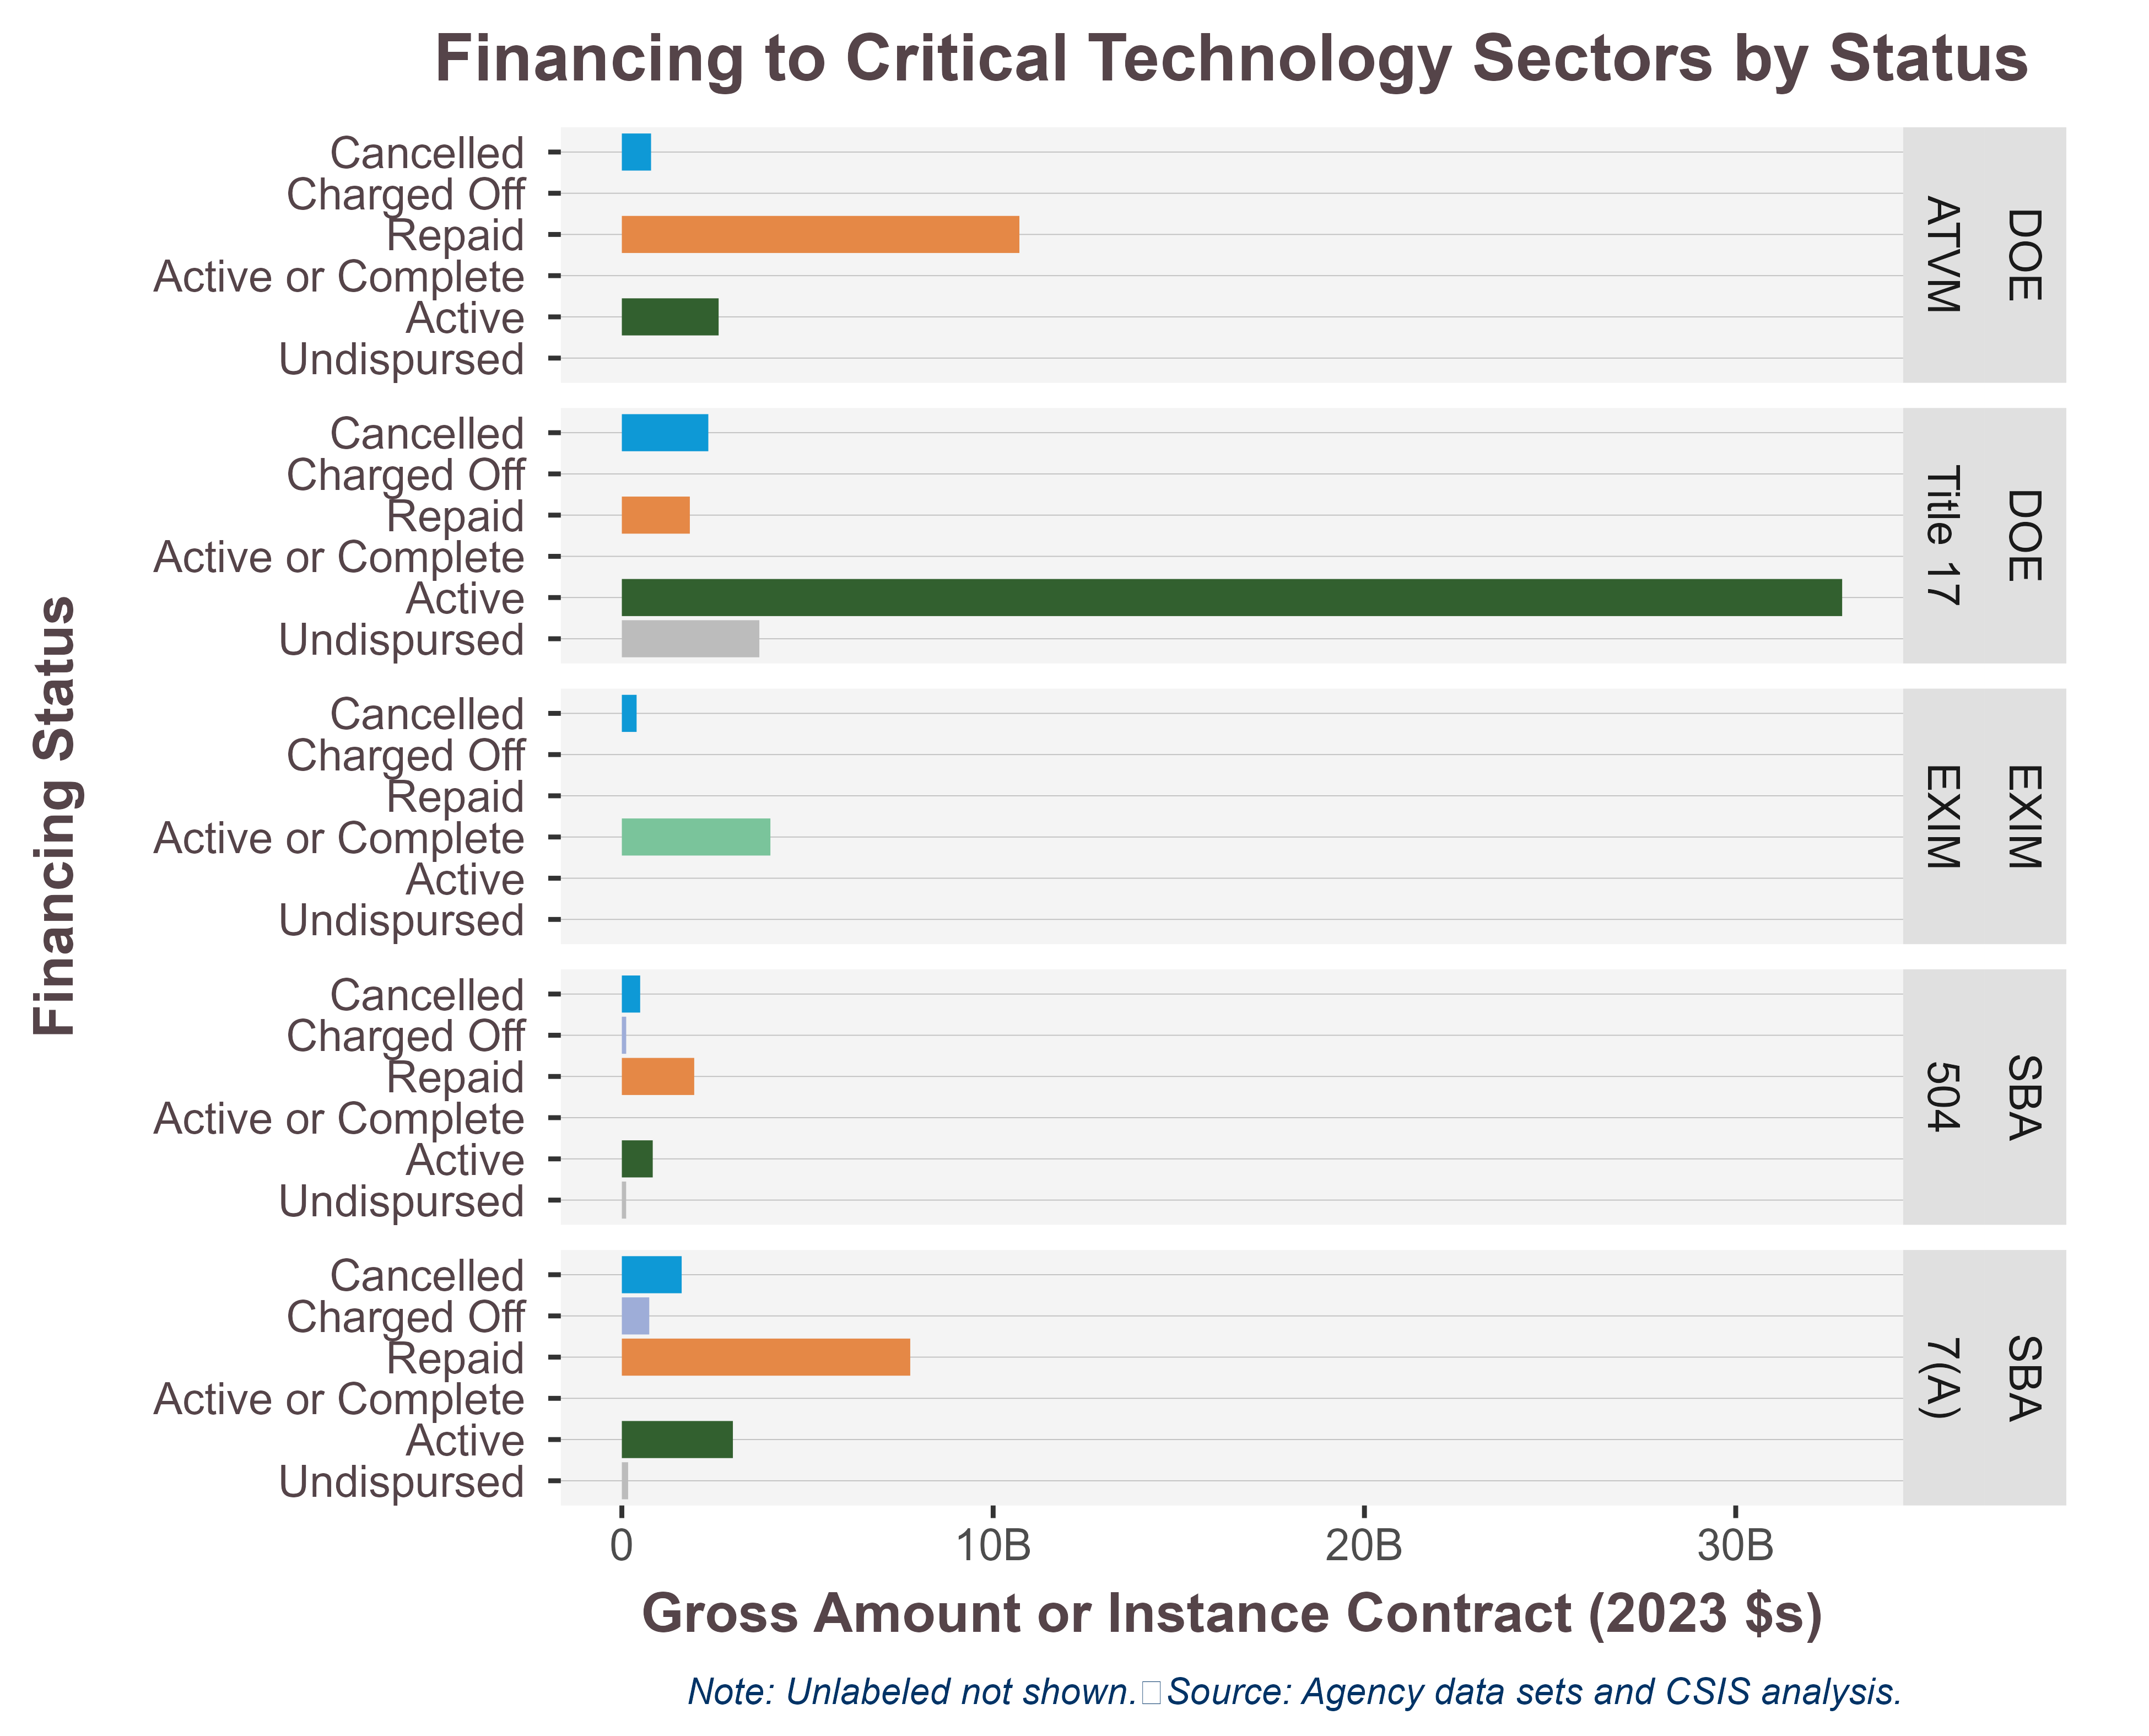 Financing to Critical Technology Sectors by Status
Financing Status
Cancelled
Charged Off
Repaid
Active or Complete
Active
Undispursed
ATVM
DOE
Cancelled
Charged Off
Repaid
Active or Complete
Active
Undispursed
Title 17
DOE
Cancelled
Charged Off
Repaid
Active or Complete
Active
Undispursed
EXIM
EXIM
Cancelled
Charged Off
Repaid
Active or Complete
Active
Undispursed
504
SBA
Cancelled
Charged Off
Repaid
Active or Complete
Active
Undispursed
7(A)
SBA
0 10B 20B 30B
Gross Amount or Instance Contract (2023 $s)
Note: Unlabeled not shown.□Source: Agency data sets and CSIS analysis.